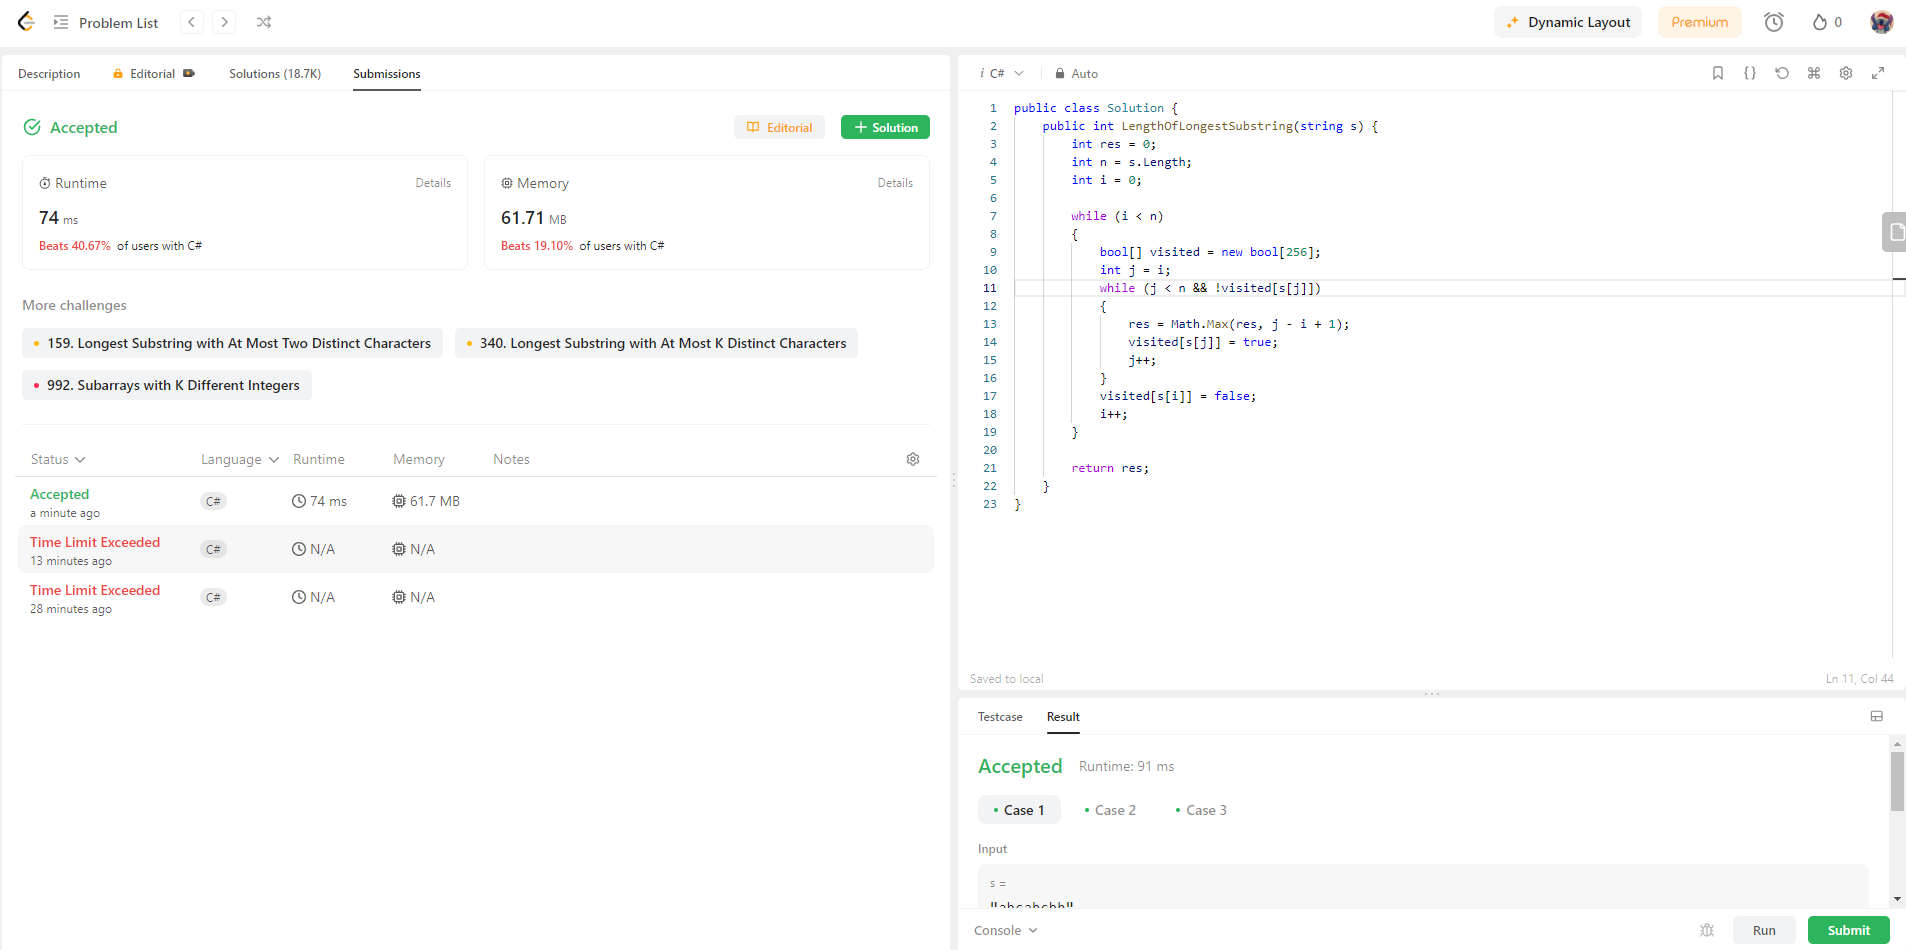 Problem List
Dynamic Layout
Premium
0
Description
Editorial
Solutions (18.7K)
Submissions
Accepted
Editorial
+ Solution
Runtime
Details
74 ms
Beats 40.67% of users with C#
Memory
Details
61.71 MB
Beats 19.10% of users with C#
More challenges
159. Longest Substring with At Most Two Distinct Characters
340. Longest Substring with At Most K Distinct Characters
992. Subarrays with K Different Integers
Status Language Runtime Memory Notes
Accepted
a minute ago
C# 74 ms 61.7 MB
Time Limit Exceeded
13 minutes ago
C# N/A N/A
Time Limit Exceeded
28 minutes ago
C# N/A N/A
i C#
Auto
1 public class Solution {
2     public int LengthOfLongestSubstring(string s) {
3         int res = 0;
4         int n = s.Length;
5         int i = 0;
6
7         while (i < n)
8         {
9             bool[] visited = new bool[256];
10             int j = i;
11             while (j < n && !visited[s[j]])
12             {
13                 res = Math.Max(res, j - i + 1);
14                 visited[s[j]] = true;
15                 j++;
16             }
17             visited[s[i]] = false;
18             i++;
19         }
20
21         return res;
22     }
23 }
Saved to local
Ln 11, Col 44
Testcase
Result
Accepted Runtime: 91 ms
Case 1
Case 2
Case 3
Input
s =
"abcabcbb"
Console
Run
Submit